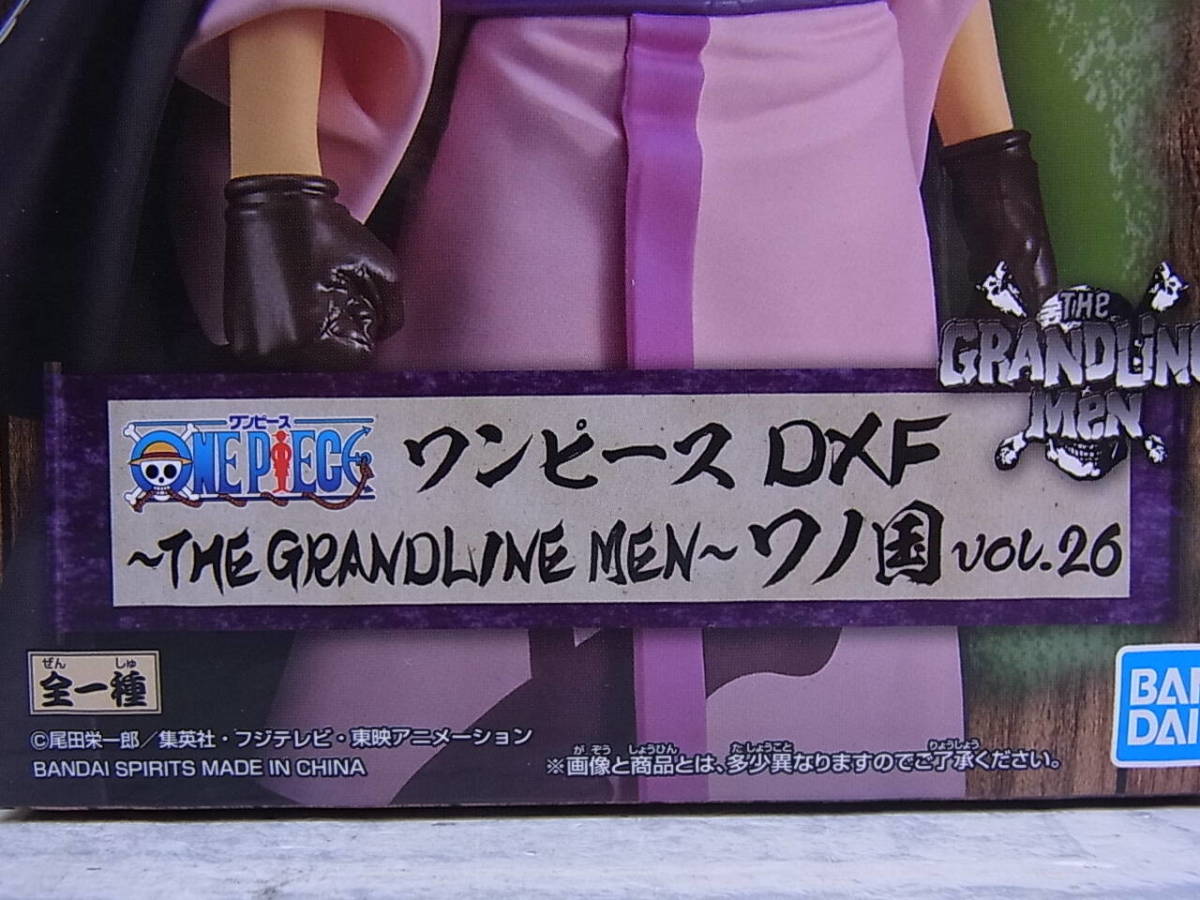 THE
GRANDLINE
MEN
ワンピース
ONE PIECE
ワンピース DXF
~THE GRANDLINE MEN~ワノ国 VOL.26
ぜん しゅ
全一種
©尾田栄一郎／集英社・フジテレビ・東映アニメーション
BANDAI SPIRITS MADE IN CHINA
がぞう しょうひん たしょうこと りょうしょう
※画像と商品とは、多少異なりますのでご了承ください。
BAN
DAI